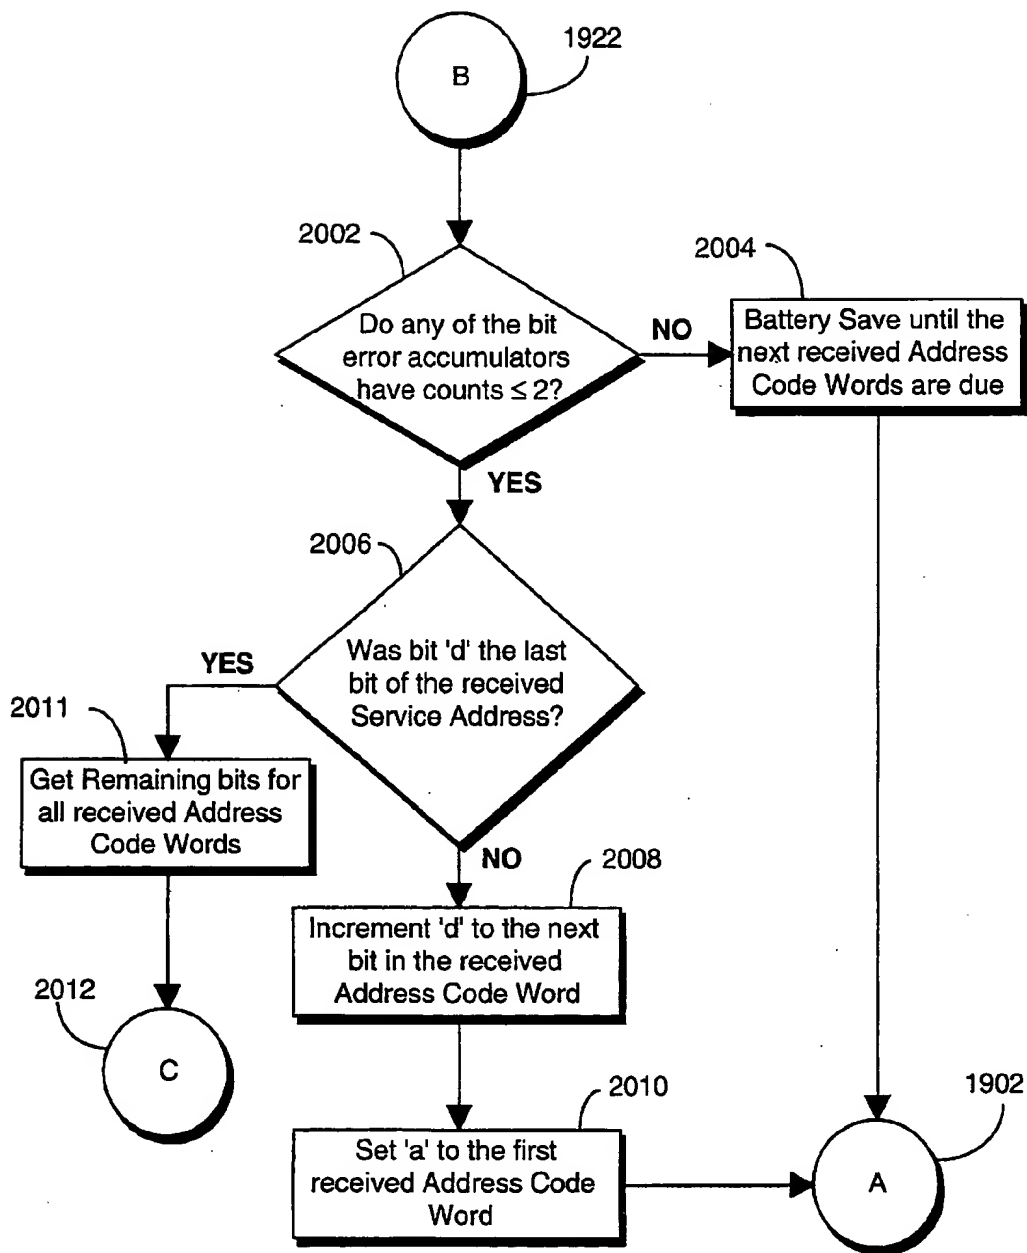 1922
B
2002
Do any of the bit
error accumulators
have counts ≤ 2?
NO
2004
Battery Save until the
next received Address
Code Words are due
YES
2006
Was bit 'd' the last
bit of the received
Service Address?
YES
2011
Get Remaining bits for
all received Address
Code Words
NO
2008
Increment 'd' to the next
bit in the received
Address Code Word
2012
C
2010
Set 'a' to the first
received Address Code
Word
1902
A